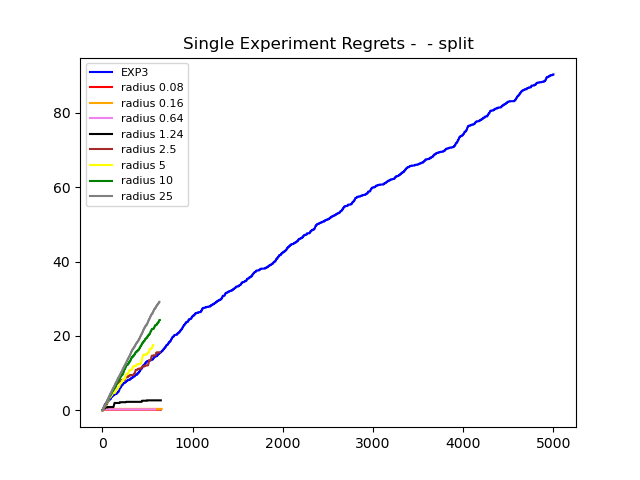 Single Experiment Regrets -  - split
EXP3
radius 0.08
radius 0.16
radius 0.64
radius 1.24
radius 2.5
radius 5
radius 10
radius 25
80
60
40
20
0
0 1000 2000 3000 4000 5000